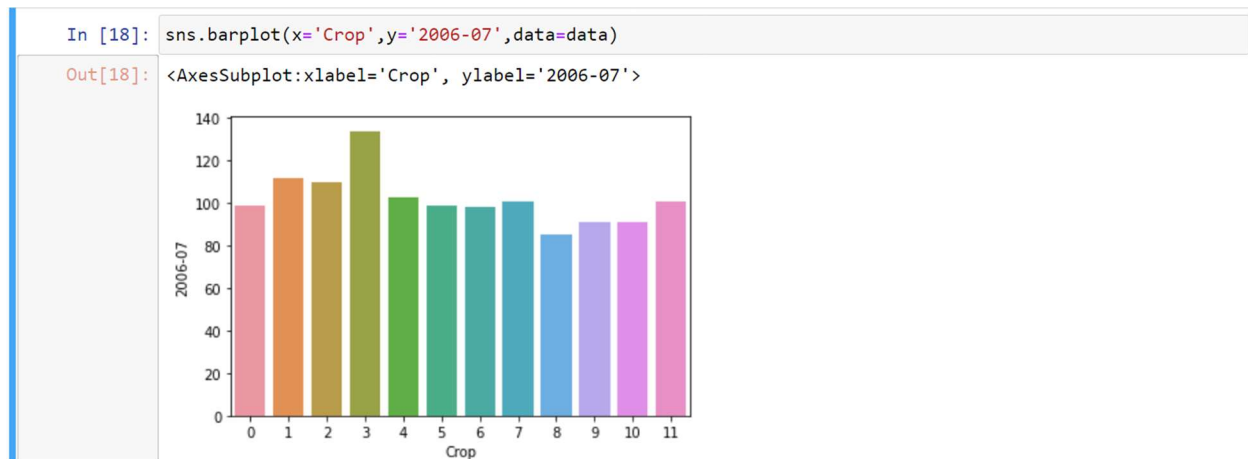 In [18]: sns.barplot(x='Crop',y='2006-07',data=data)
Out[18]: <AxesSubplot:xlabel='Crop', ylabel='2006-07'>
140
120
100
80
60
40
20
0
2006-07
0 1 2 3 4 5 6 7 8 9 10 11
Crop